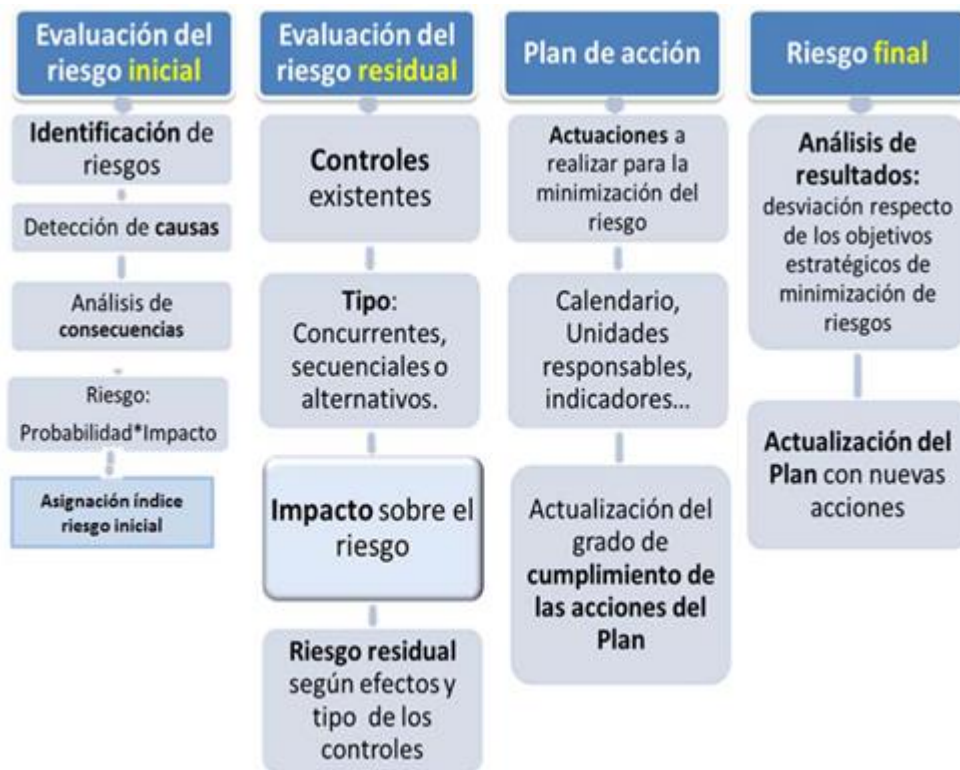 Evaluación del
riesgo inicial
Identificación de
riesgos
Detección de causas
Análisis de
consecuencias
Riesgo:
Probabilidad*Impacto
Asignación índice
riesgo inicial
Evaluación del
riesgo residual
Controles
existentes
Tipo:
Concurrentes,
secuenciales o
alternativos.
Impacto sobre el
riesgo
Riesgo residual
según efectos y
tipo de los
controles
Plan de acción
Actuaciones a
realizar para la
minimización del
riesgo
Calendario,
Unidades
responsables,
indicadores...
Actualización del
grado de
cumplimiento de
las acciones del
Plan
Riesgo final
Análisis de
resultados:
desviación respecto
de los objetivos
estratégicos de
minimización de
riesgos
Actualización del
Plan con nuevas
acciones